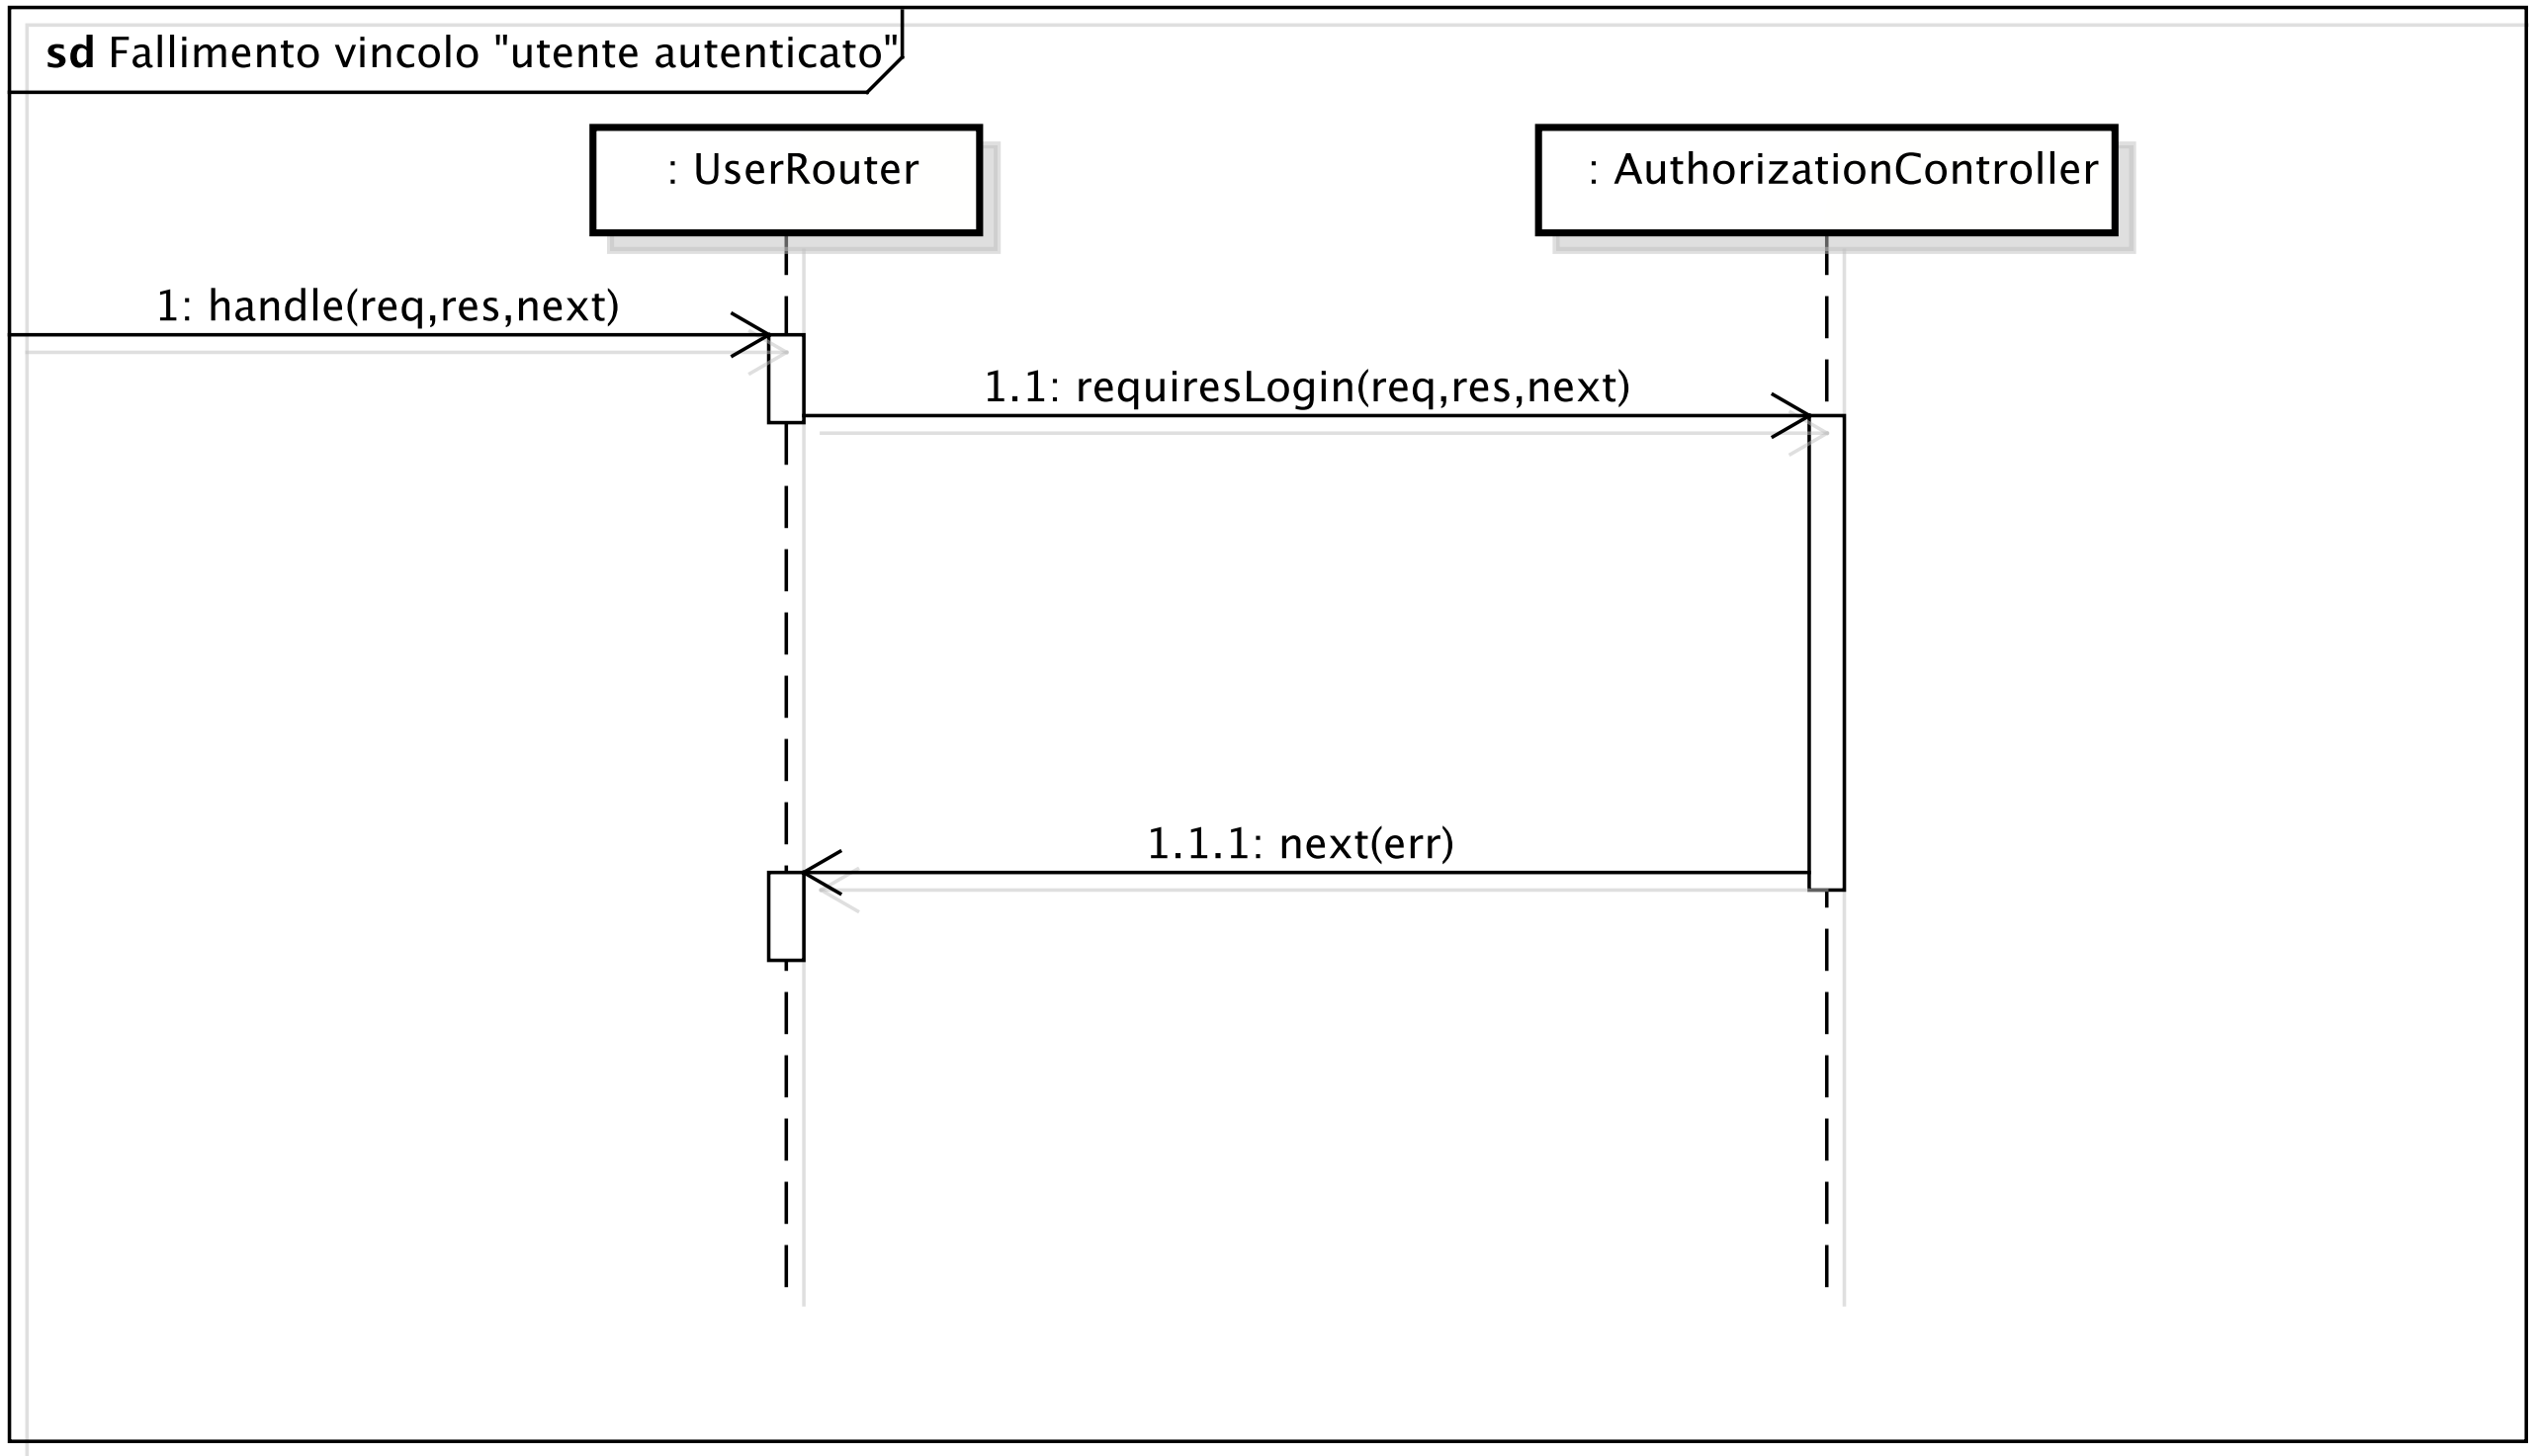 sd Fallimento vincolo "utente autenticato"
: UserRouter
: AuthorizationController
1: handle(req,res,next)
1.1: requiresLogin(req,res,next)
1.1.1: next(err)